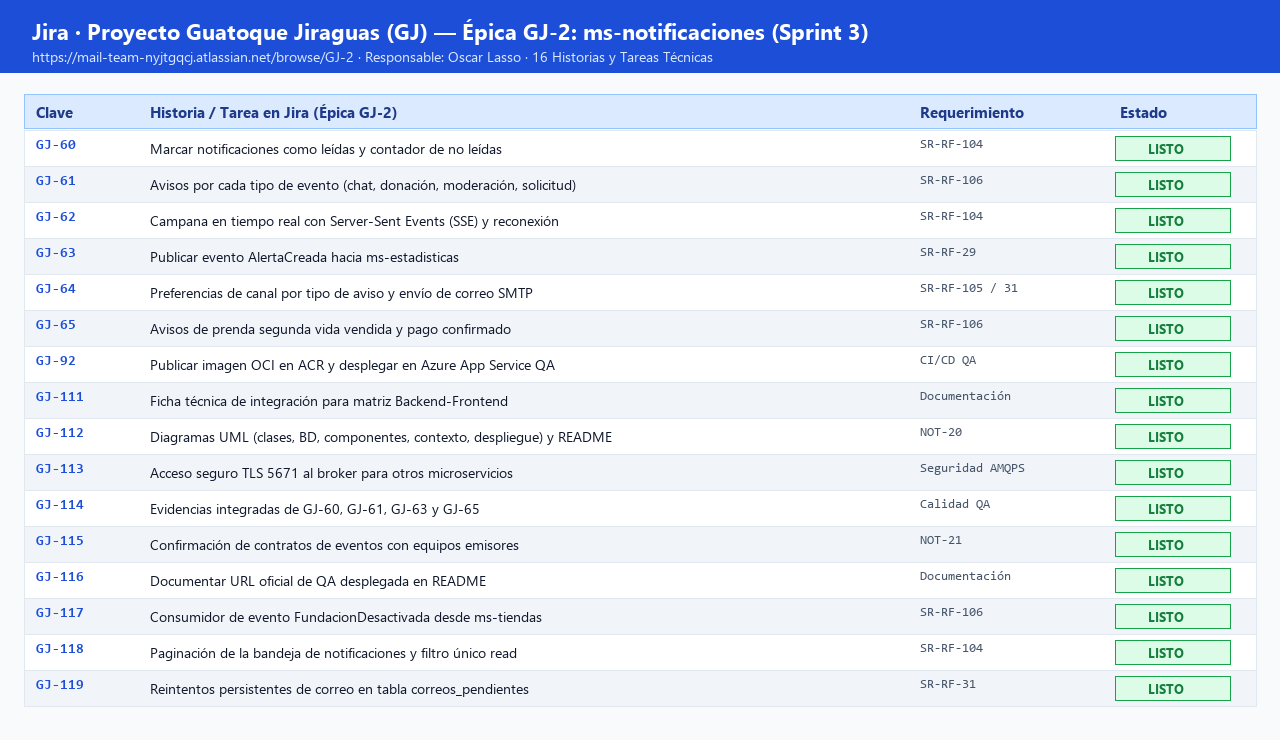 Jira · Proyecto Guatoque Jiraguas (GJ) — Épica GJ-2: ms-notificaciones (Sprint 3)
https://mail-team-nyjtgqcj.atlassian.net/browse/GJ-2 · Responsable: Oscar Lasso · 16 Historias y Tareas Técnicas
Clave Historia / Tarea en Jira (Épica GJ-2) Requerimiento Estado
GJ-60 Marcar notificaciones como leídas y contador de no leídas SR-RF-104 LISTO
GJ-61 Avisos por cada tipo de evento (chat, donación, moderación, solicitud) SR-RF-106 LISTO
GJ-62 Campana en tiempo real con Server-Sent Events (SSE) y reconexión SR-RF-104 LISTO
GJ-63 Publicar evento AlertaCreada hacia ms-estadisticas SR-RF-29 LISTO
GJ-64 Preferencias de canal por tipo de aviso y envío de correo SMTP SR-RF-105 / 31 LISTO
GJ-65 Avisos de prenda segunda vida vendida y pago confirmado SR-RF-106 LISTO
GJ-92 Publicar imagen OCI en ACR y desplegar en Azure App Service QA CI/CD QA LISTO
GJ-111 Ficha técnica de integración para matriz Backend-Frontend Documentación LISTO
GJ-112 Diagramas UML (clases, BD, componentes, contexto, despliegue) y README NOT-20 LISTO
GJ-113 Acceso seguro TLS 5671 al broker para otros microservicios Seguridad AMQPS LISTO
GJ-114 Evidencias integradas de GJ-60, GJ-61, GJ-63 y GJ-65 Calidad QA LISTO
GJ-115 Confirmación de contratos de eventos con equipos emisores NOT-21 LISTO
GJ-116 Documentar URL oficial de QA desplegada en README Documentación LISTO
GJ-117 Consumidor de evento FundacionDesactivada desde ms-tiendas SR-RF-106 LISTO
GJ-118 Paginación de la bandeja de notificaciones y filtro único read SR-RF-104 LISTO
GJ-119 Reintentos persistentes de correo en tabla correos_pendientes SR-RF-31 LISTO